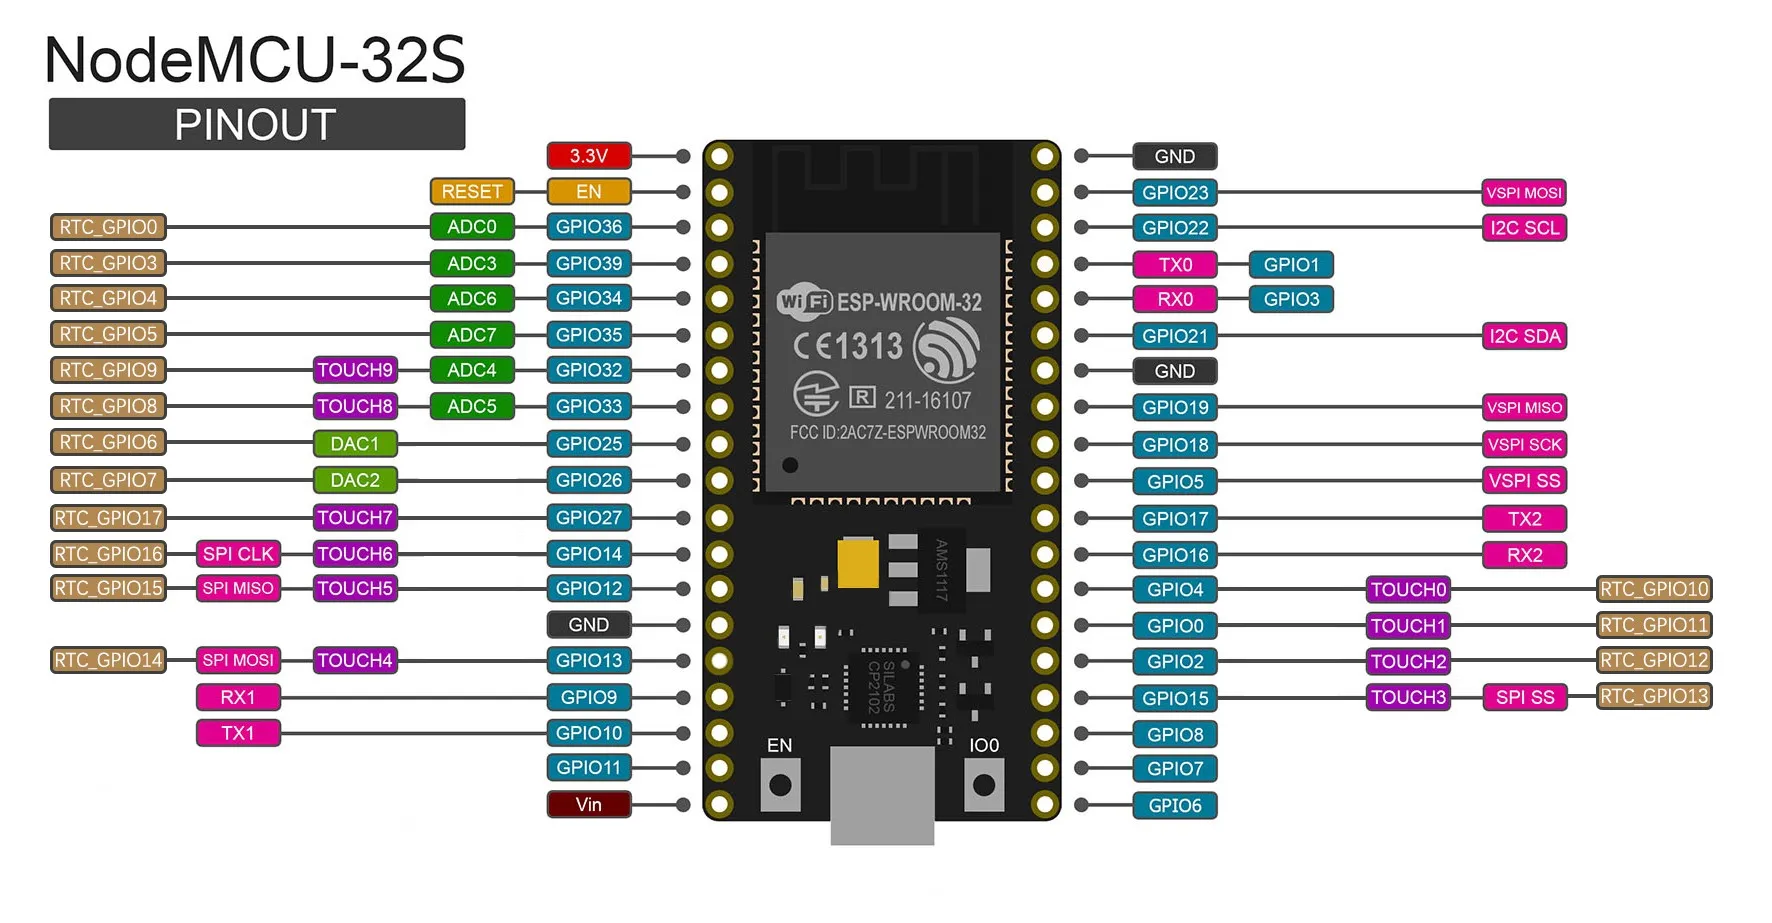 NodeMCU-32S
PINOUT
3.3V
RESET EN
RTC_GPIO0 ADC0 GPIO36
RTC_GPIO3 ADC3 GPIO39
RTC_GPIO4 ADC6 GPIO34
RTC_GPIO5 ADC7 GPIO35
RTC_GPIO9 TOUCH9 ADC4 GPIO32
RTC_GPIO8 TOUCH8 ADC5 GPIO33
RTC_GPIO6 DAC1 GPIO25
RTC_GPIO7 DAC2 GPIO26
RTC_GPIO17 TOUCH7 GPIO27
RTC_GPIO16 SPI CLK TOUCH6 GPIO14
RTC_GPIO15 SPI MISO TOUCH5 GPIO12
GND
RTC_GPIO14 SPI MOSI TOUCH4 GPIO13
RX1 GPIO9
TX1 GPIO10
GPIO11
Vin
WiFi ESP-WROOM-32
CE1313
R 211-16107
FCC ID:2AC7Z-ESPWROOM32
AMS1117
SILABS
CP2102
EN
IO0
GND
GPIO23 VSPI MOSI
GPIO22 I2C SCL
TX0 GPIO1
RX0 GPIO3
GPIO21 I2C SDA
GND
GPIO19 VSPI MISO
GPIO18 VSPI SCK
GPIO5 VSPI SS
GPIO17 TX2
GPIO16 RX2
GPIO4 TOUCH0 RTC_GPIO10
GPIO0 TOUCH1 RTC_GPIO11
GPIO2 TOUCH2 RTC_GPIO12
GPIO15 TOUCH3 SPI SS RTC_GPIO13
GPIO8
GPIO7
GPIO6